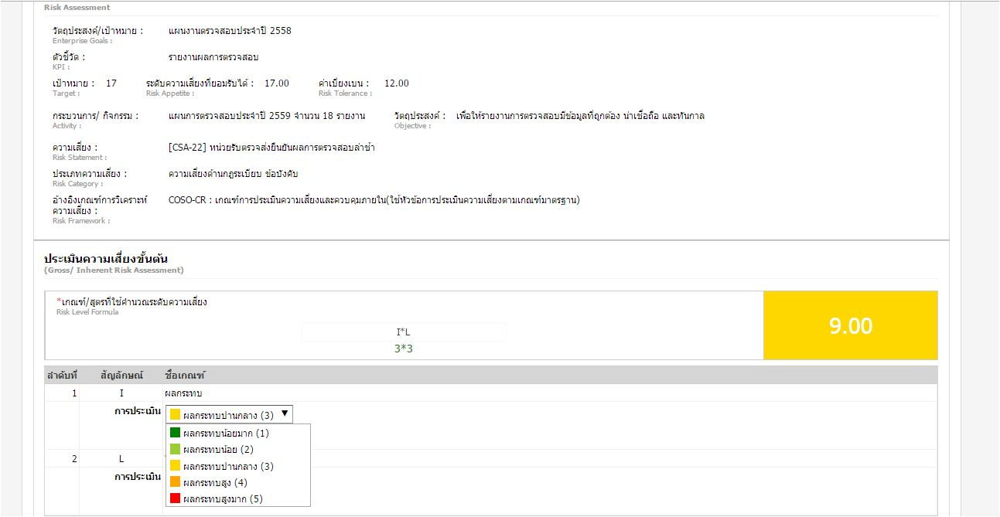 Risk Assessment
วัตถุประสงค์/เป้าหมาย : แผนงานตรวจสอบประจำปี 2558
Enterprise Goals :
ตัวชี้วัด : รายงานผลการตรวจสอบ
KPI :
เป้าหมาย : 17 ระดับความเสี่ยงที่ยอมรับได้ : 17.00 ค่าเบี่ยงเบน : 12.00
Target : Risk Appetite : Risk Tolerance :
กระบวนการ/ กิจกรรม : แผนการตรวจสอบประจำปี 2559 จำนวน 18 รายงาน วัตถุประสงค์ : เพื่อให้รายงานการตรวจสอบมีข้อมูลที่ถูกต้อง น่าเชื่อถือ และทันกาล
Activity : Objective :
ความเสี่ยง : [CSA-22] หน่วยรับตรวจส่งยืนยันผลการตรวจสอบล่าช้า
Risk Statement :
ประเภทความเสี่ยง : ความเสี่ยงด้านกฎระเบียบ ข้อบังคับ
Risk Category :
อ้างอิงเกณฑ์การวิเคราะห์ COSO-CR : เกณฑ์การประเมินความเสี่ยงและควบคุมภายใน(ใช้หัวข้อการประเมินความเสี่ยงตามเกณฑ์มาตรฐาน)
ความเสี่ยง :
Risk Framework :
ประเมินความเสี่ยงขั้นต้น
(Gross/ Inherent Risk Assessment)
*เกณฑ์/สูตรที่ใช้คำนวณระดับความเสี่ยง
Risk Level Formula
I*L
3*3
9.00
ลำดับที่ สัญลักษณ์ ชื่อเกณฑ์
1 I ผลกระทบ
การประเมิน ผลกระทบปานกลาง (3) ▼
ผลกระทบน้อยมาก (1)
ผลกระทบน้อย (2)
2 L
ผลกระทบปานกลาง (3)
การประเมิน
ผลกระทบสูง (4)
ผลกระทบสูงมาก (5)